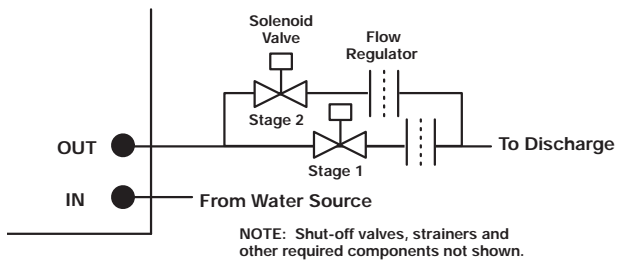 Solenoid
Valve
Flow
Regulator
Stage 2
OUT
To Discharge
Stage 1
IN
From Water Source
NOTE:  Shut-off valves, strainers and
other required components not shown.